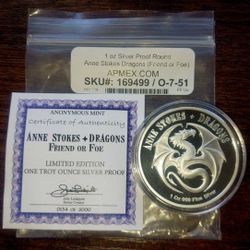 1 oz Silver Proof Round
Anne Stokes Dragons (Friend or Foe)
APMEX.COM
SKU#: 169499 / O-7-51
ANONYMOUS MINT
Certificate of Authenticity
ANNE STOKES • DRAGONS
FRIEND OR FOE
LIMITED EDITION
ONE TROY OUNCE SILVER PROOF
ANNE STOKES • DRAGONS
1 Oz .999 Fine Silver